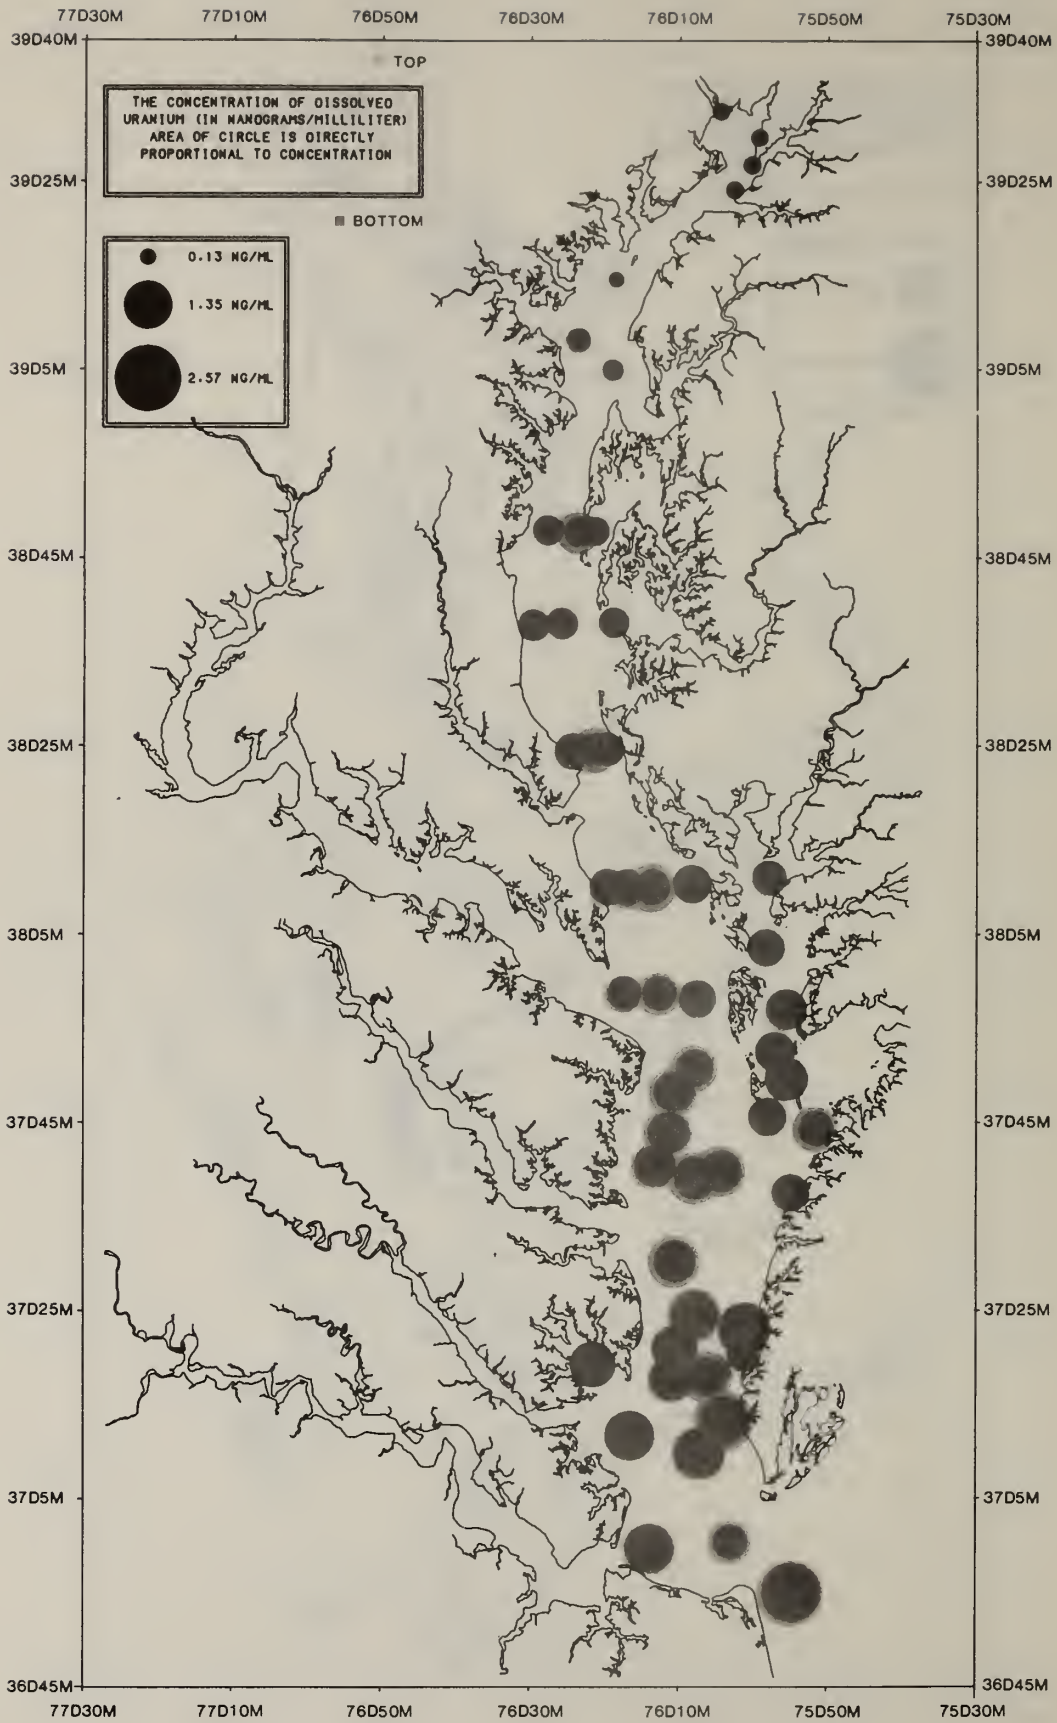 77D30M 77D10M 76D50M 76D30M 76D10M 75D50M 75D30M
39D40M 39D40M
TOP
THE CONCENTRATION OF DISSOLVED
URANIUM (IN NANOGRAMS/MILLILITER)
AREA OF CIRCLE IS DIRECTLY
PROPORTIONAL TO CONCENTRATION
39D25M 39D25M
BOTTOM
0.13 NG/ML
1.35 NG/ML
39D5M 39D5M
2.57 NG/ML
38D45M 38D45M
38D25M 38D25M
38D5M 38D5M
37D45M 37D45M
37D25M 37D25M
37D5M 37D5M
36D45M 36D45M
77D30M 77D10M 76D50M 76D30M 76D10M 75D50M 75D30M